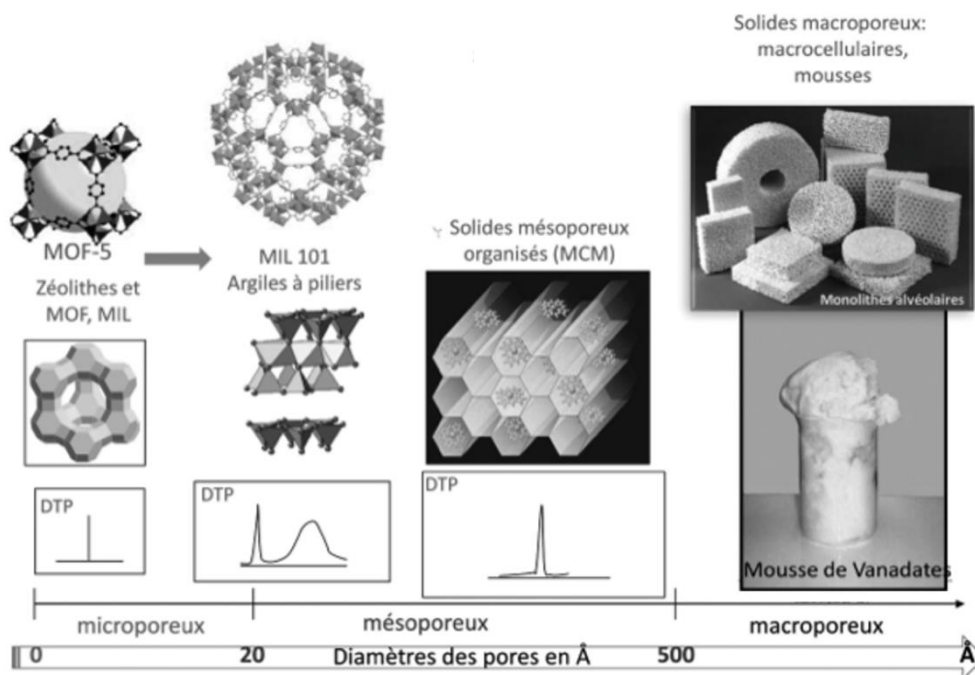 Solides macroporeux:
macrocellulaires,
mousses
MOF-5
MIL 101
Argiles à piliers
Solides mésoporeux
organisés (MCM)
Zéolithes et
MOF, MIL
Monolithes alvéolaires
DTP
DTP
DTP
Mousse de Vanadates
microporeux
mésoporeux
macroporeux
0
20
Diamètres des pores en Å
500
Å